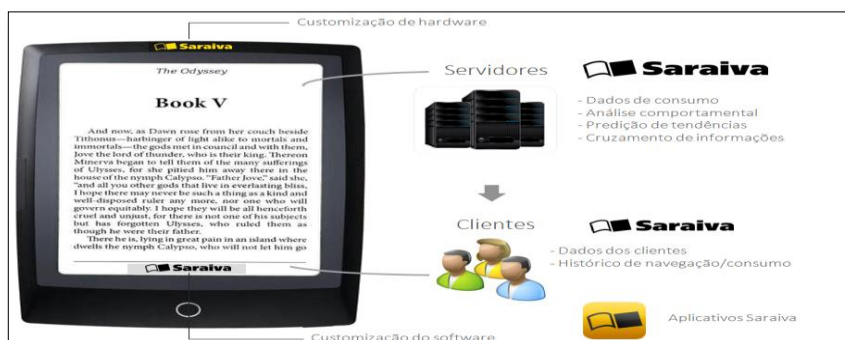 Customização de hardware
Saraiva
The Odyssey
Book V
And now, as Dawn rose from her couch beside
Tithonus—harbinger of light alike to mortals and
immortals—the gods met in council and with them,
Jove the lord of thunder, who is their king. Thereon
Minerva began to tell them of the many sufferings
of Ulysses, for she pitied him away there in the
house of the nymph Calypso. "Father Jove," said she,
"and all you other gods that live in everlasting bliss,
I hope there may never be such a thing as a kind and
well-disposed ruler any more, nor one who will
govern equitably. I hope they will be all henceforth
cruel and unjust, for there is not one of his subjects
but has forgotten Ulysses, who ruled them as
though he were their father.
There he is, lying in great pain in an island where
dwells the nymph Calypso, who will not let him go
Saraiva
Customização do software
Servidores
Saraiva
- Dados de consumo
- Análise comportamental
- Predição de tendências
- Cruzamento de informações
Clientes
Saraiva
- Dados dos clientes
- Histórico de navegação/consumo
Aplicativos Saraiva